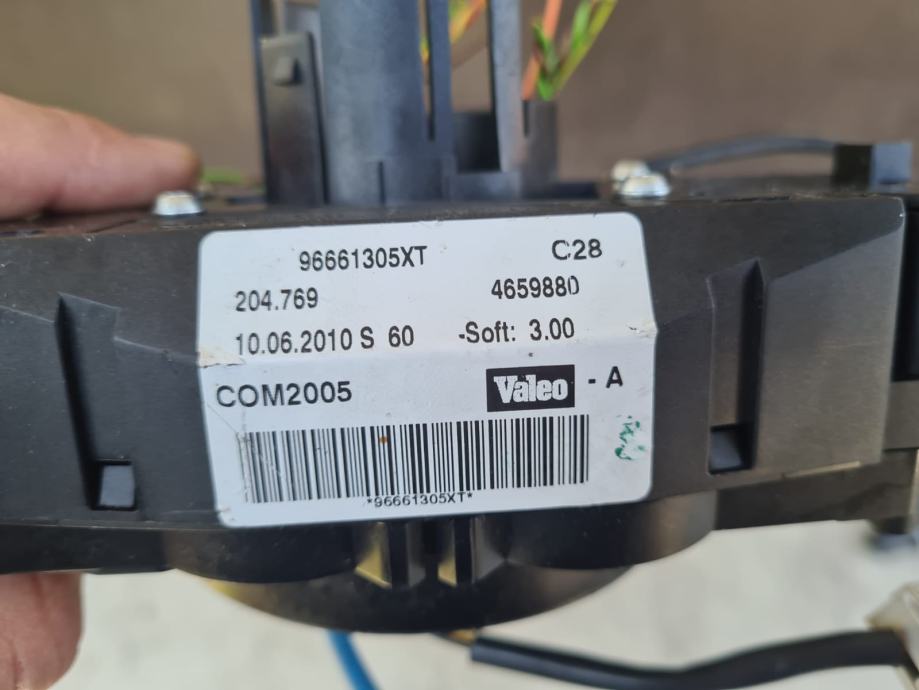 96661305XT C28
204.769 4659880
10.06.2010 S 60 -Soft: 3.00
COM2005 Valeo - A
*96661305XT*